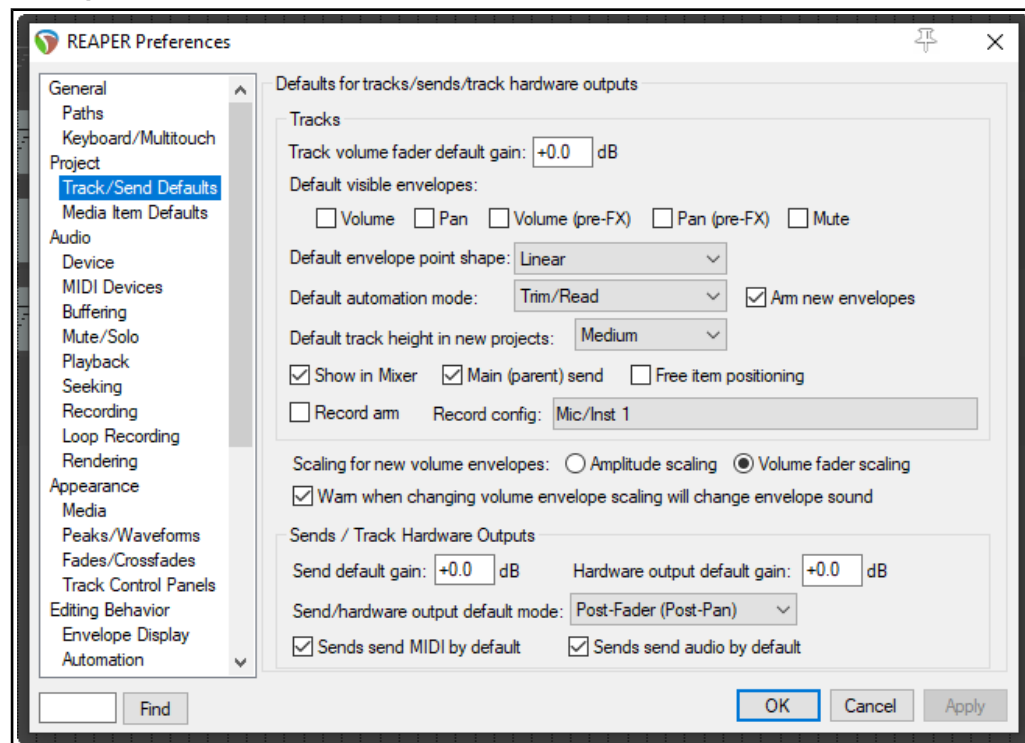 REAPER Preferences
General
Paths
Keyboard/Multitouch
Project
Track/Send Defaults
Media Item Defaults
Audio
Device
MIDI Devices
Buffering
Mute/Solo
Playback
Seeking
Recording
Loop Recording
Rendering
Appearance
Media
Peaks/Waveforms
Fades/Crossfades
Track Control Panels
Editing Behavior
Envelope Display
Automation
Find
Defaults for tracks/sends/track hardware outputs
Tracks
Track volume fader default gain: +0.0 dB
Default visible envelopes:
Volume Pan Volume (pre-FX) Pan (pre-FX) Mute
Default envelope point shape: Linear
Default automation mode: Trim/Read Arm new envelopes
Default track height in new projects: Medium
Show in Mixer Main (parent) send Free item positioning
Record arm Record config: Mic/Inst 1
Scaling for new volume envelopes: Amplitude scaling Volume fader scaling
Warn when changing volume envelope scaling will change envelope sound
Sends / Track Hardware Outputs
Send default gain: +0.0 dB Hardware output default gain: +0.0 dB
Send/hardware output default mode: Post-Fader (Post-Pan)
Sends send MIDI by default Sends send audio by default
OK Cancel Apply